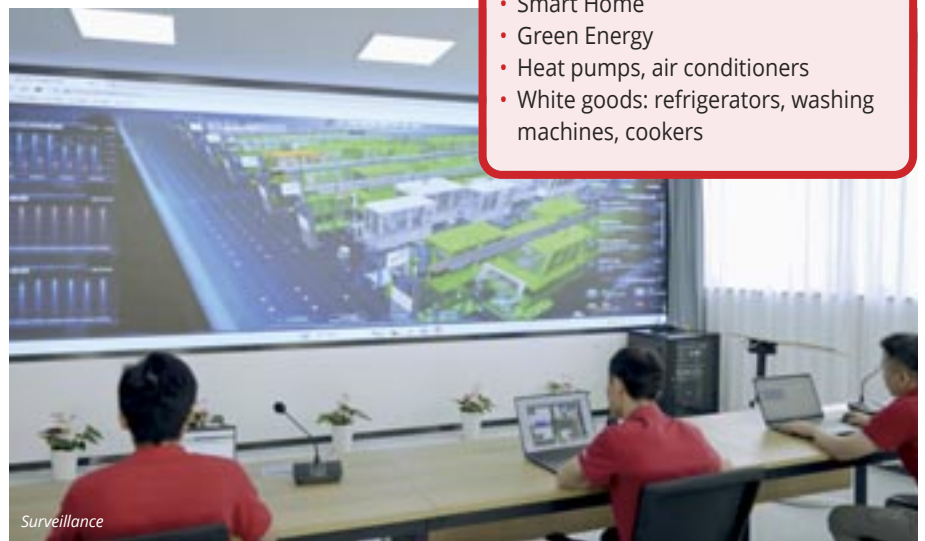 • Smart Home
• Green Energy
• Heat pumps, air conditioners
• White goods: refrigerators, washing
machines, cookers
Surveillance